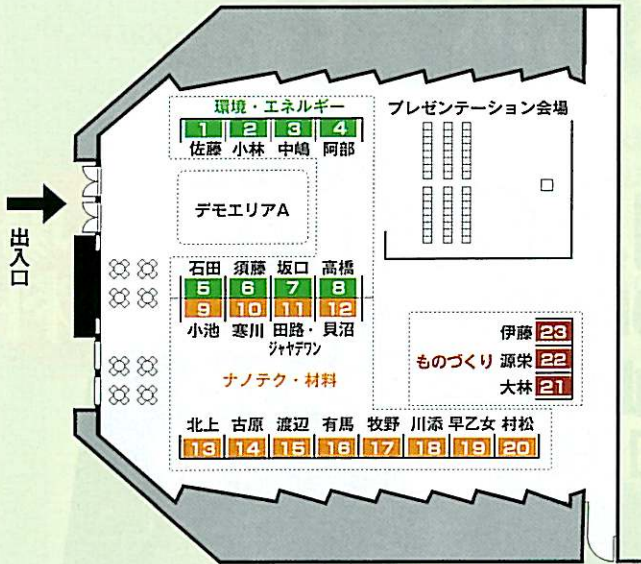 環境・エネルギー
1 2 3 4
佐藤 小林 中嶋 阿部
プレゼンテーション会場
デモエリアA
出入口
石田 須藤 坂口 高橋
5 6 7 8
9 10 11 12
小池 寒川 田路・ジャヤデワン 貝沼
ナノテク・材料
伊藤 23
ものづくり 源栄 22
大林 21
北上 古原 渡辺 有馬 牧野 川添 早乙女 村松
13 14 15 16 17 18 19 20